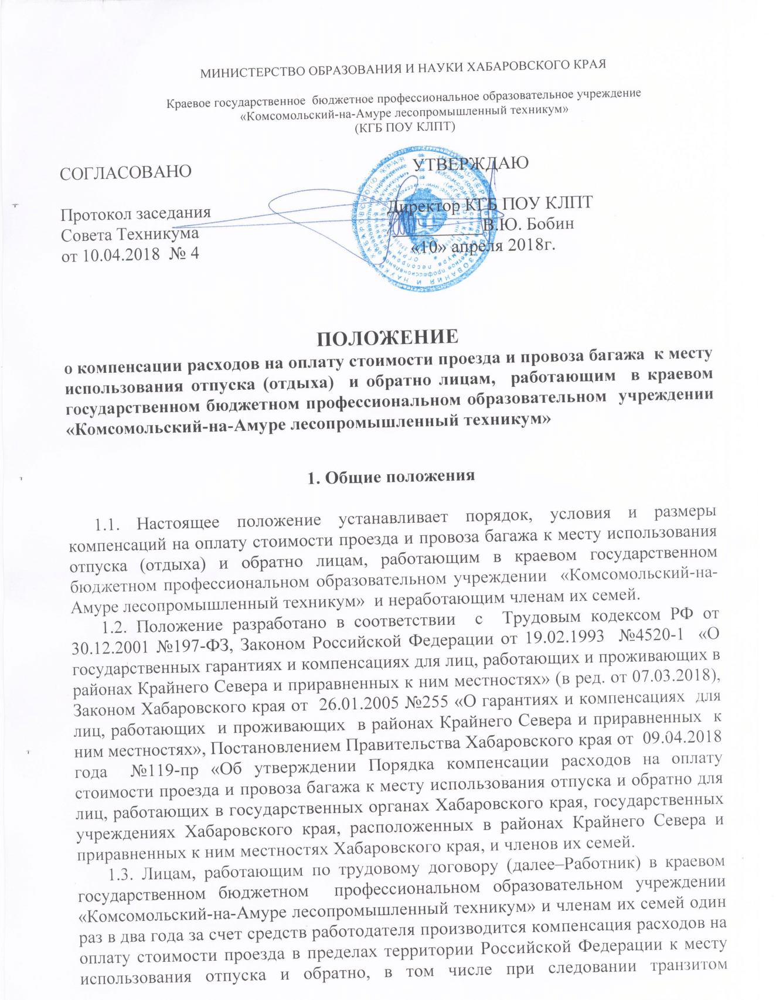 МИНИСТЕРСТВО ОБРАЗОВАНИЯ И НАУКИ ХАБАРОВСКОГО КРАЯ
Краевое государственное бюджетное профессиональное образовательное учреждение
«Комсомольский-на-Амуре лесопромышленный техникум»
(КГБ ПОУ КЛПТ)
СОГЛАСОВАНО
Протокол заседания
Совета Техникума
от 10.04.2018 № 4
УТВЕРЖДАЮ
Директор КГБ ПОУ КЛПТ
__________В.Ю. Бобин
«10» апреля 2018г.
ПОЛОЖЕНИЕ
о компенсации расходов на оплату стоимости проезда и провоза багажа к месту
использования отпуска (отдыха) и обратно лицам, работающим в краевом
государственном бюджетном профессиональном образовательном учреждении
«Комсомольский-на-Амуре лесопромышленный техникум»
1. Общие положения
1.1. Настоящее положение устанавливает порядок, условия и размеры
компенсаций на оплату стоимости проезда и провоза багажа к месту использования
отпуска (отдыха) и обратно лицам, работающим в краевом государственном
бюджетном профессиональном образовательном учреждении «Комсомольский-на-
Амуре лесопромышленный техникум» и неработающим членам их семей.
1.2. Положение разработано в соответствии с Трудовым кодексом РФ от
30.12.2001 №197-ФЗ, Законом Российской Федерации от 19.02.1993 №4520-1 «О
государственных гарантиях и компенсациях для лиц, работающих и проживающих в
районах Крайнего Севера и приравненных к ним местностях» (в ред. от 07.03.2018),
Законом Хабаровского края от 26.01.2005 №255 «О гарантиях и компенсациях для
лиц, работающих и проживающих в районах Крайнего Севера и приравненных к
ним местностях», Постановлением Правительства Хабаровского края от 09.04.2018
года №119-пр «Об утверждении Порядка компенсации расходов на оплату
стоимости проезда и провоза багажа к месту использования отпуска и обратно для
лиц, работающих в государственных органах Хабаровского края, государственных
учреждениях Хабаровского края, расположенных в районах Крайнего Севера и
приравненных к ним местностях Хабаровского края, и членов их семей.
1.3. Лицам, работающим по трудовому договору (далее–Работник) в краевом
государственном бюджетном профессиональном образовательном учреждении
«Комсомольский-на-Амуре лесопромышленный техникум» и членам их семей один
раз в два года за счет средств работодателя производится компенсация расходов на
оплату стоимости проезда в пределах территории Российской Федерации к месту
использования отпуска и обратно, в том числе при следовании транзитом